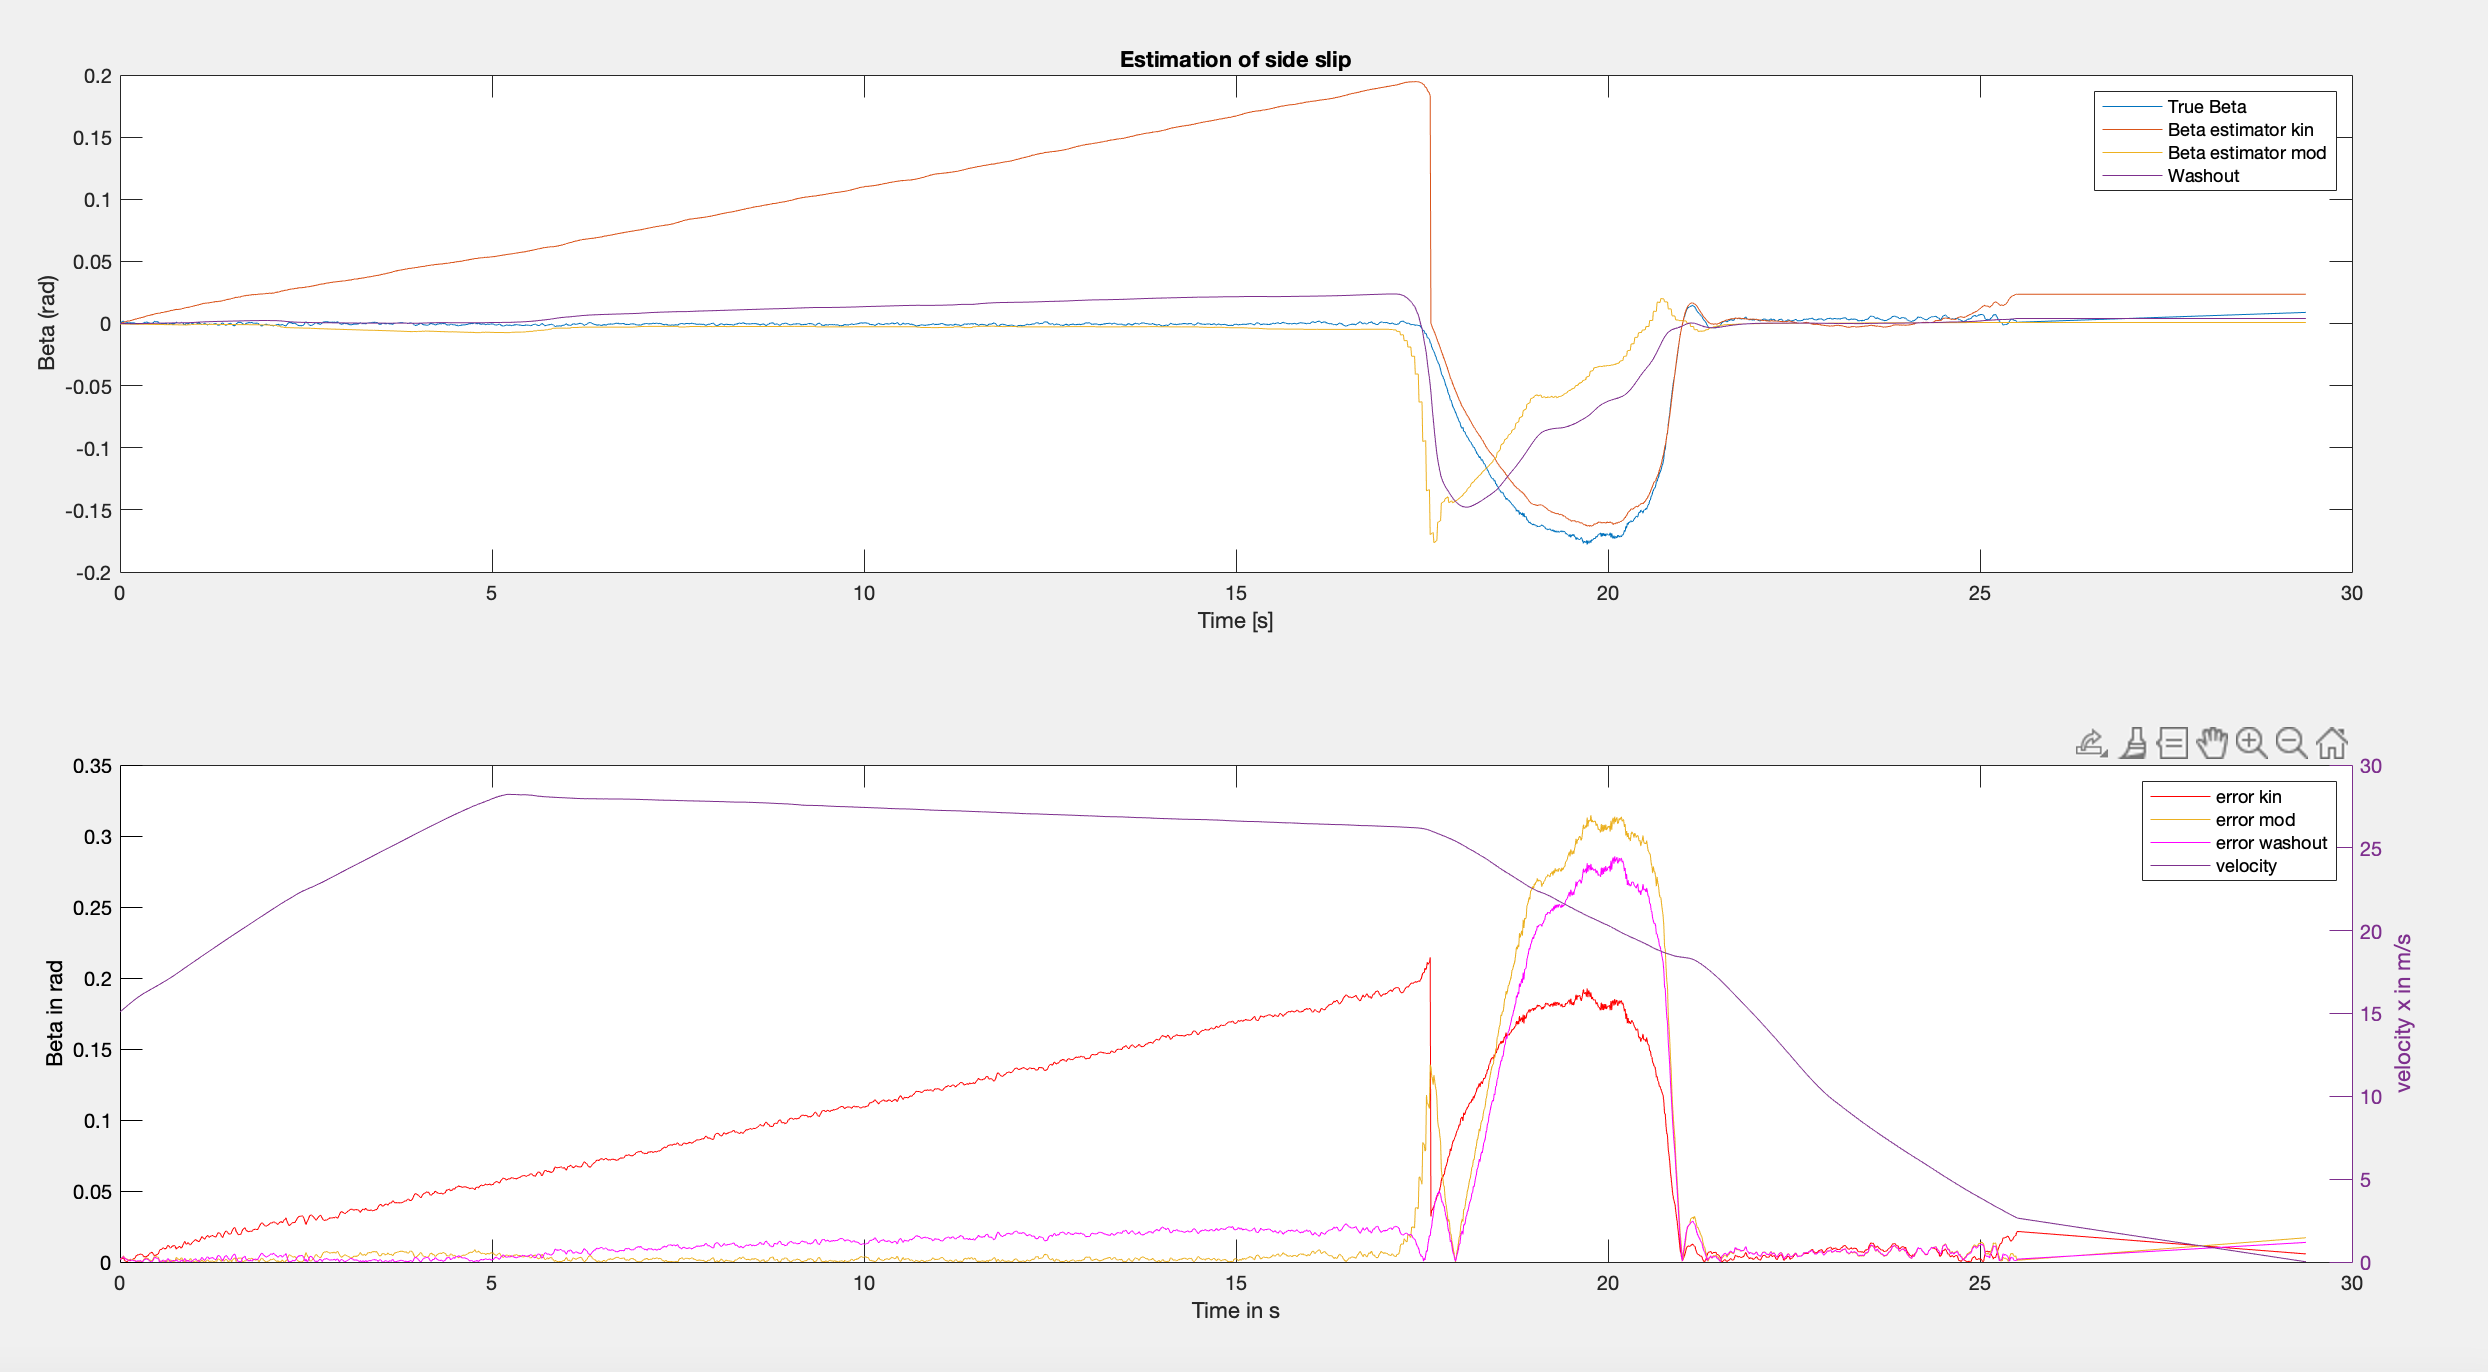 Estimation of side slip
0.2
0.15
0.1
0.05
0
-0.05
-0.1
-0.15
-0.2
Beta (rad)
True Beta
Beta estimator kin
Beta estimator mod
Washout
0 5 10 15 20 25 30
Time [s]
0.35
0.3
0.25
0.2
0.15
0.1
0.05
0
Beta in rad
error kin
error mod
error washout
velocity
30
25
20
15
10
5
0
velocity x in m/s
0 5 10 15 20 25 30
Time in s